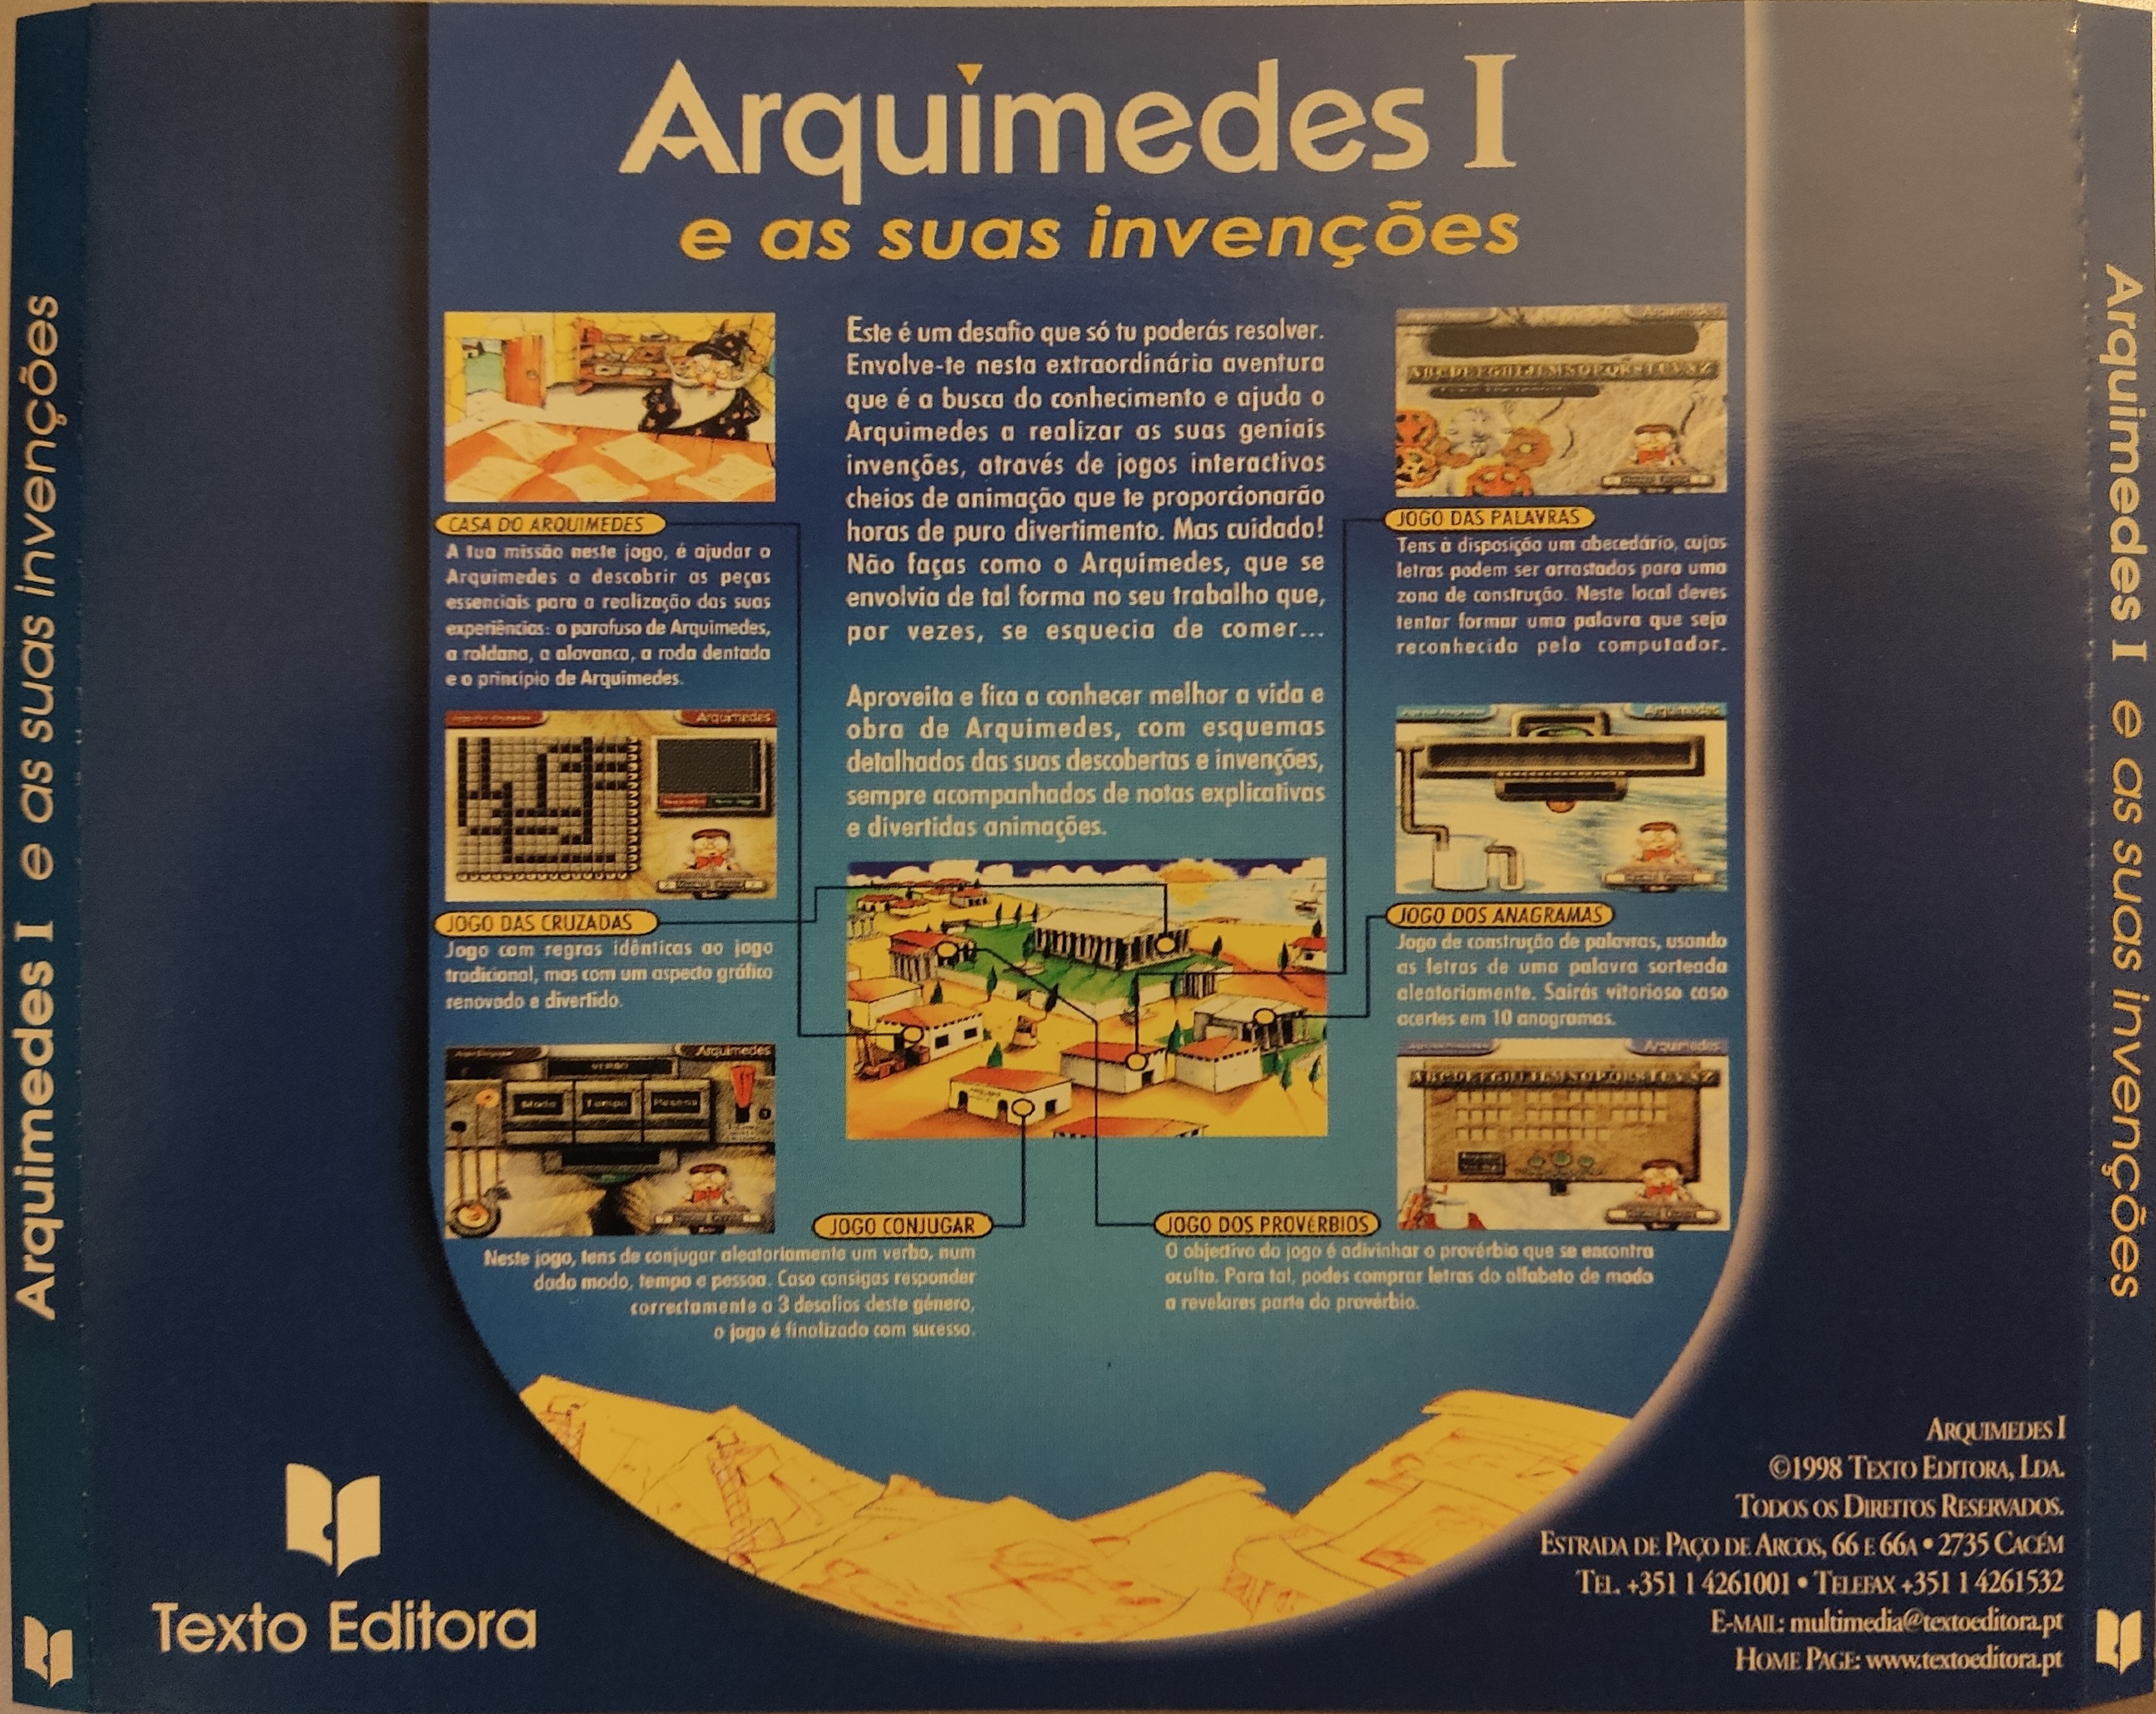 Arquimedes I
e as suas invenções
Este é um desafio que só tu poderás resolver.
Envolve-te nesta extraordinária aventura
que é a busca do conhecimento e ajuda o
Arquimedes a realizar as suas geniais
invenções, através de jogos interactivos
cheios de animação que te proporcionarão
horas de puro divertimento. Mas cuidado!
Não faças como o Arquimedes, que se
envolvia de tal forma no seu trabalho que,
por vezes, se esquecia de comer...
Aproveita e fica a conhecer melhor a vida e
obra de Arquimedes, com esquemas
detalhados das suas descobertas e invenções,
sempre acompanhados de notas explicativas
e divertidas animações.
CASA DO ARQUIMEDES
A tua missão neste jogo, é ajudar o
Arquimedes a descobrir as peças
essenciais para a realização das suas
experiências: o parafuso de Arquimedes,
a roldana, a alavanca, a roda dentada
e o princípio de Arquimedes.
Arquimedes
JOGO DAS CRUZADAS
Jogo com regras idênticas ao jogo
tradicional, mas com um aspecto gráfico
renovado e divertido.
Arquimedes
VERBO
Modo Tempo Pessoa
JOGO CONJUGAR
Neste jogo, tens de conjugar aleatoriamente um verbo, num
dado modo, tempo e pessoa. Caso consigas responder
correctamente a 3 desafios deste género,
o jogo é finalizado com sucesso.
Arquimedes
ABCDEFGHIJLMNOPQRSTUVXZ
JOGO DAS PALAVRAS
Tens à disposição um abecedário, cujas
letras podem ser arrastadas para uma
zona de construção. Neste local deves
tentar formar uma palavra que seja
reconhecida pelo computador.
Arquimedes
JOGO DOS ANAGRAMAS
Jogo de construção de palavras, usando
as letras de uma palavra sorteada
aleatoriamente. Sairás vitorioso caso
acertes em 10 anagramas.
Arquimedes
ABCDEFGHIJLMNOPQRSTUVXZ
JOGO DOS PROVÉRBIOS
O objectivo do jogo é adivinhar o provérbio que se encontra
oculto. Para tal, podes comprar letras do alfabeto de modo
a revelares parte do provérbio.
Texto Editora
ARQUIMEDES I
©1998 TEXTO EDITORA, LDA.
TODOS OS DIREITOS RESERVADOS.
ESTRADA DE PAÇO DE ARCOS, 66 E 66A • 2735 CACÉM
TEL. +351 1 4261001 • TELEFAX +351 1 4261532
E-MAIL: multimedia@textoeditora.pt
HOME PAGE: www.textoeditora.pt
Arquimedes I e as suas invenções
Arquimedes I e as suas invenções